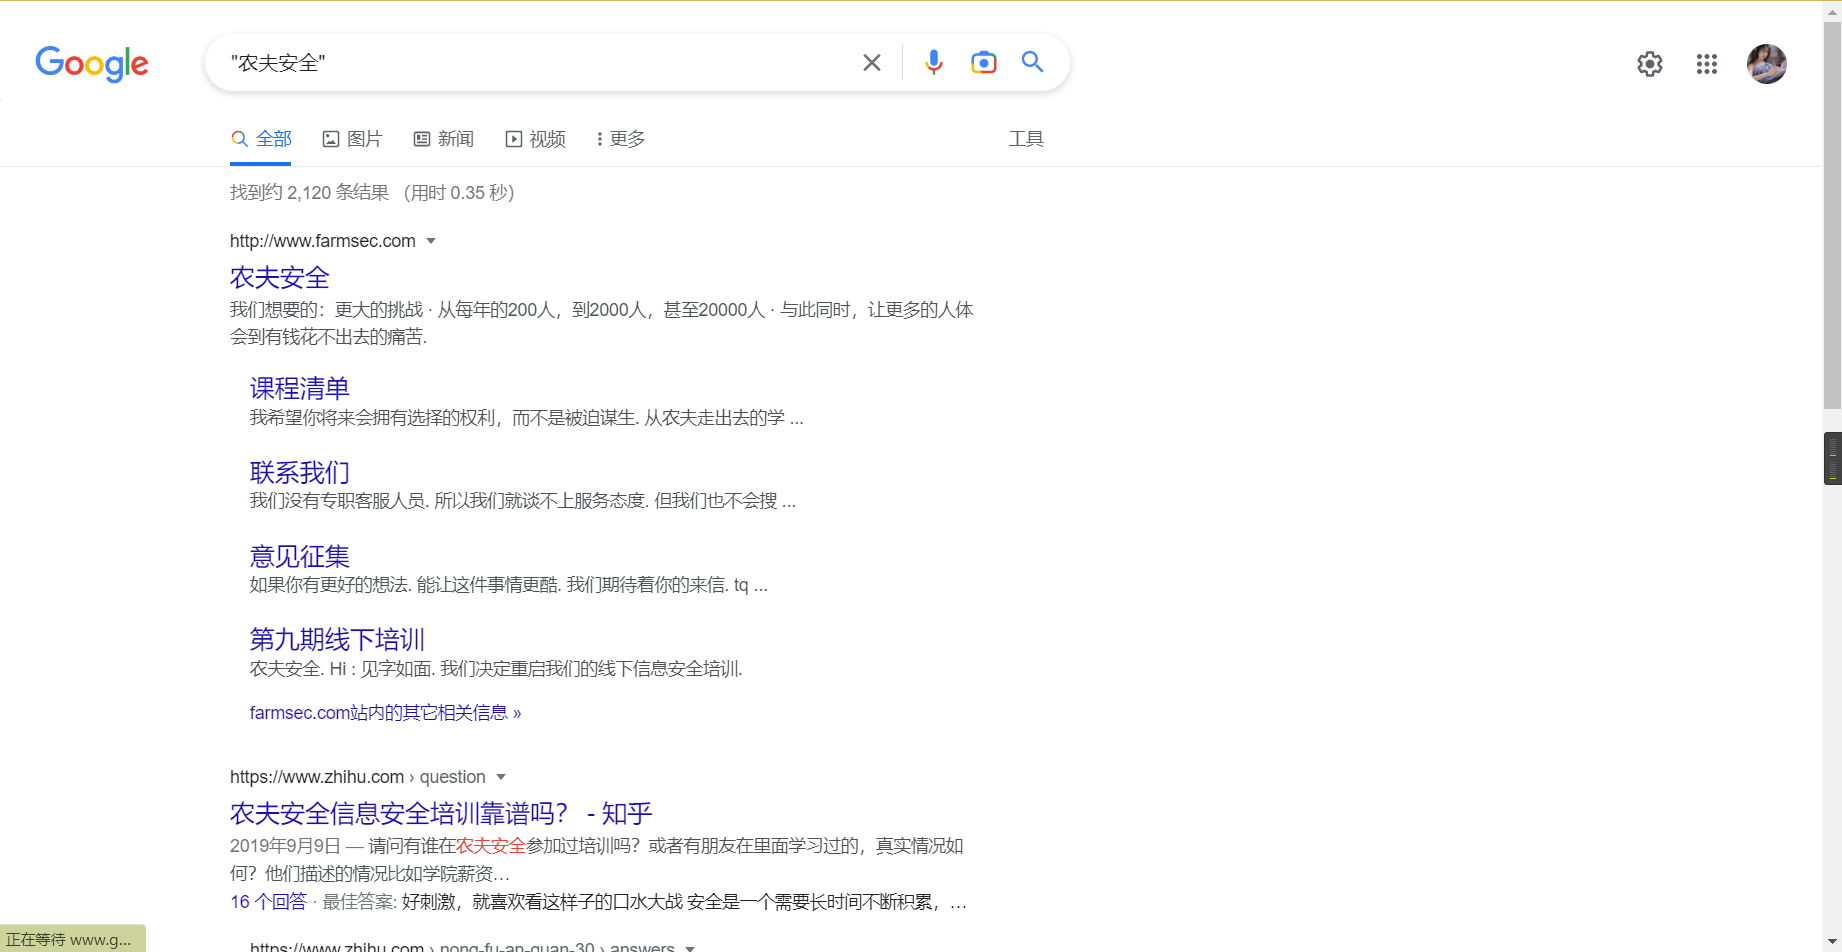 Google
"农夫安全"
全部
图片
新闻
视频
更多
工具
找到约 2,120 条结果 （用时 0.35 秒）
http://www.farmsec.com
农夫安全
我们想要的：更大的挑战 · 从每年的200人，到2000人，甚至20000人 · 与此同时，让更多的人体
会到有钱花不出去的痛苦.
课程清单
我希望你将来会拥有选择的权利，而不是被迫谋生. 从农夫走出去的学 ...
联系我们
我们没有专职客服人员. 所以我们就谈不上服务态度. 但我们也不会搜 ...
意见征集
如果你有更好的想法. 能让这件事情更酷. 我们期待着你的来信. tq ...
第九期线下培训
农夫安全. Hi : 见字如面. 我们决定重启我们的线下信息安全培训.
farmsec.com站内的其它相关信息 »
https://www.zhihu.com › question
农夫安全信息安全培训靠谱吗？ - 知乎
2019年9月9日 — 请问有谁在农夫安全参加过培训吗？或者有朋友在里面学习过的，真实情况如
何？他们描述的情况比如学院薪资…
16 个回答 · 最佳答案: 好刺激，就喜欢看这样子的口水大战 安全是一个需要长时间不断积累，…
https://www.zhihu.com › nong-fu-an-quan-30 › answers
正在等待 www.g...